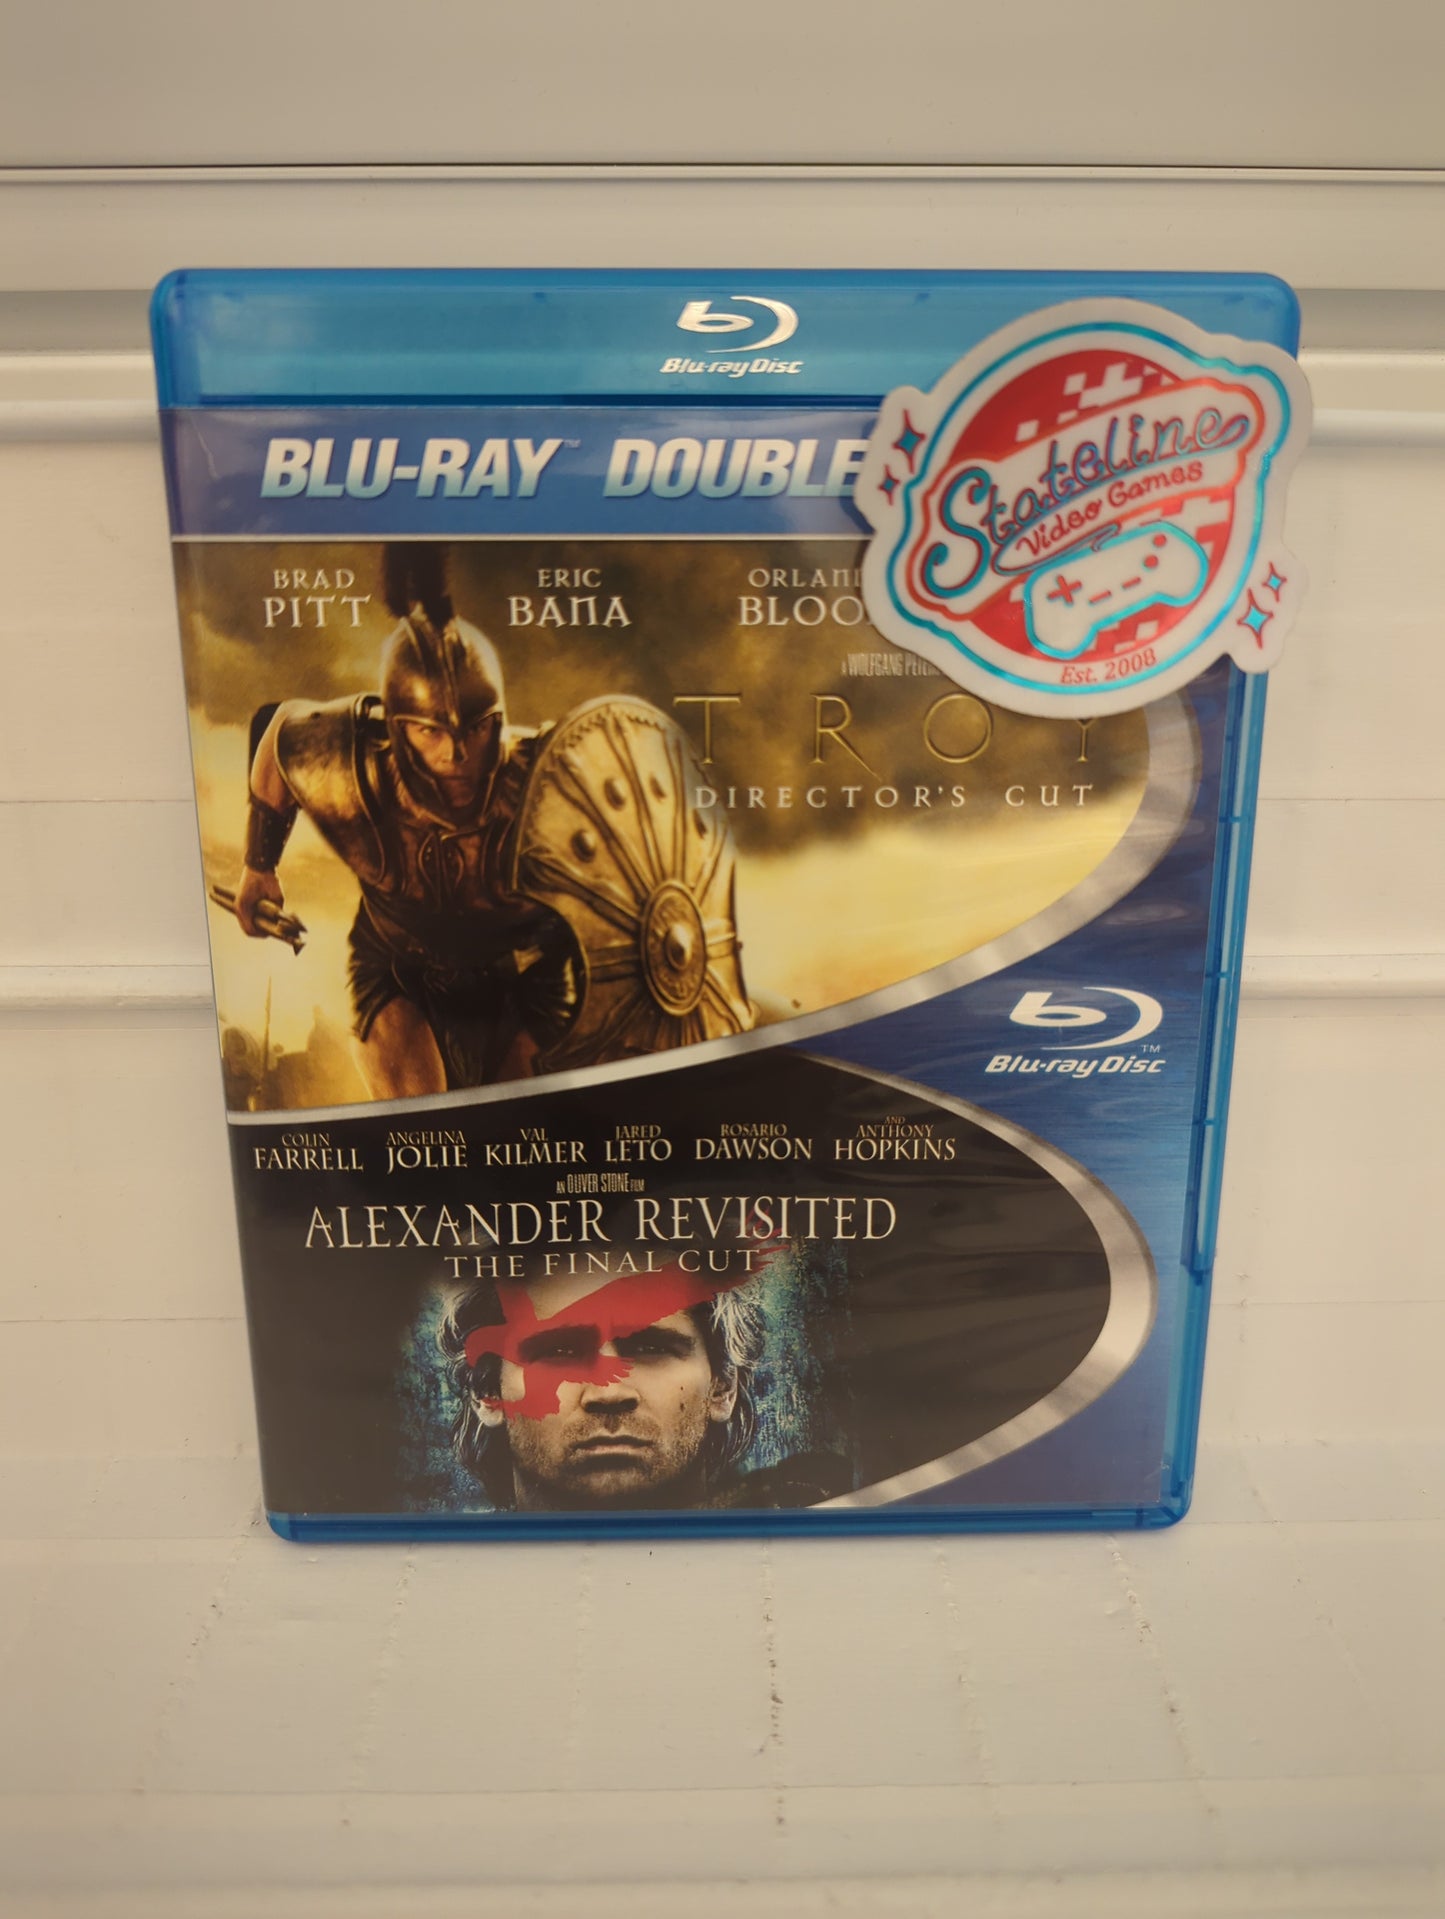 Blu-ray Disc
BLU-RAY™ DOUBLE
Stateline
Video Games
Est. 2008
BRAD
PITT
ERIC
BANA
TROY
DIRECTOR'S CUT
Blu-ray Disc™
COLIN
FARRELL
ANGELINA
JOLIE
VAL
KILMER
JARED
LETO
ROSARIO
DAWSON
AND
ANTHONY
HOPKINS
AN OLIVER STONE FILM
ALEXANDER REVISITED
THE FINAL CUT